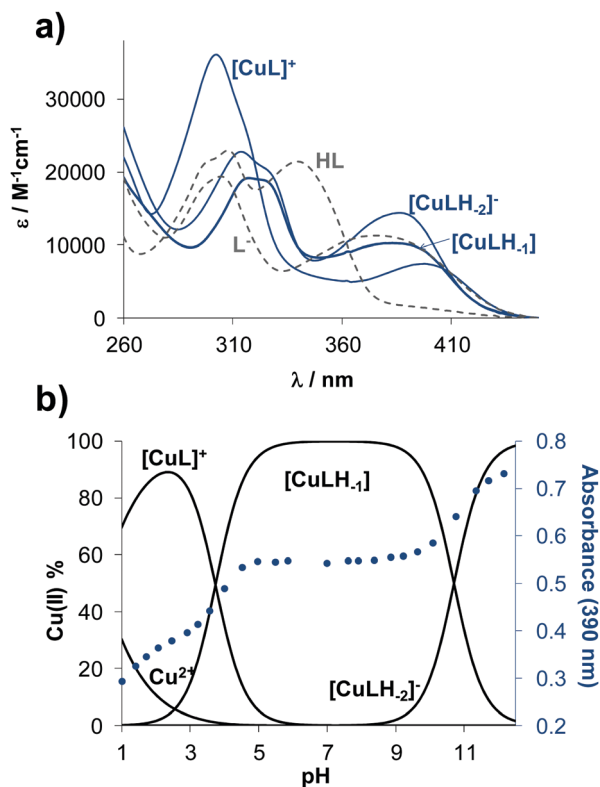 a)
[CuL]⁺
30000
HL
20000
[CuLH₋₂]⁻
[CuLH₋₁]
10000
L⁻
0
ε / M⁻¹cm⁻¹
260 310 360 410
λ / nm
b)
100 0.8
[CuL]⁺
[CuLH₋₁]
80 0.7
60 0.6
0.5
40 0.4
Cu²⁺
20 0.3
[CuLH₋₂]⁻
0 0.2
Cu(II) %
Absorbance (390 nm)
1 3 5 7 9 11
pH